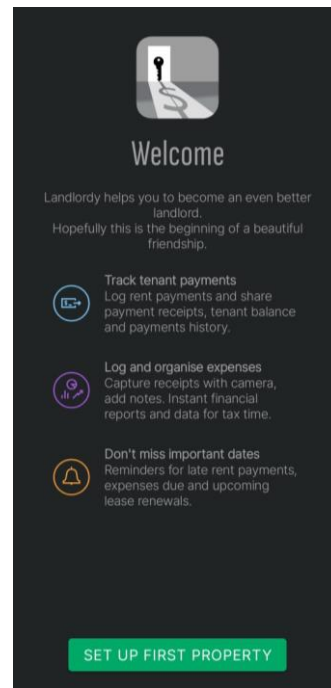 Welcome
Landlordy helps you to become an even better
landlord.
Hopefully this is the beginning of a beautiful
friendship.
Track tenant payments
Log rent payments and share
payment receipts, tenant balance
and payments history.
Log and organise expenses
Capture receipts with camera,
add notes. Instant financial
reports and data for tax time.
Don't miss important dates
Reminders for late rent payments,
expenses due and upcoming
lease renewals.
SET UP FIRST PROPERTY